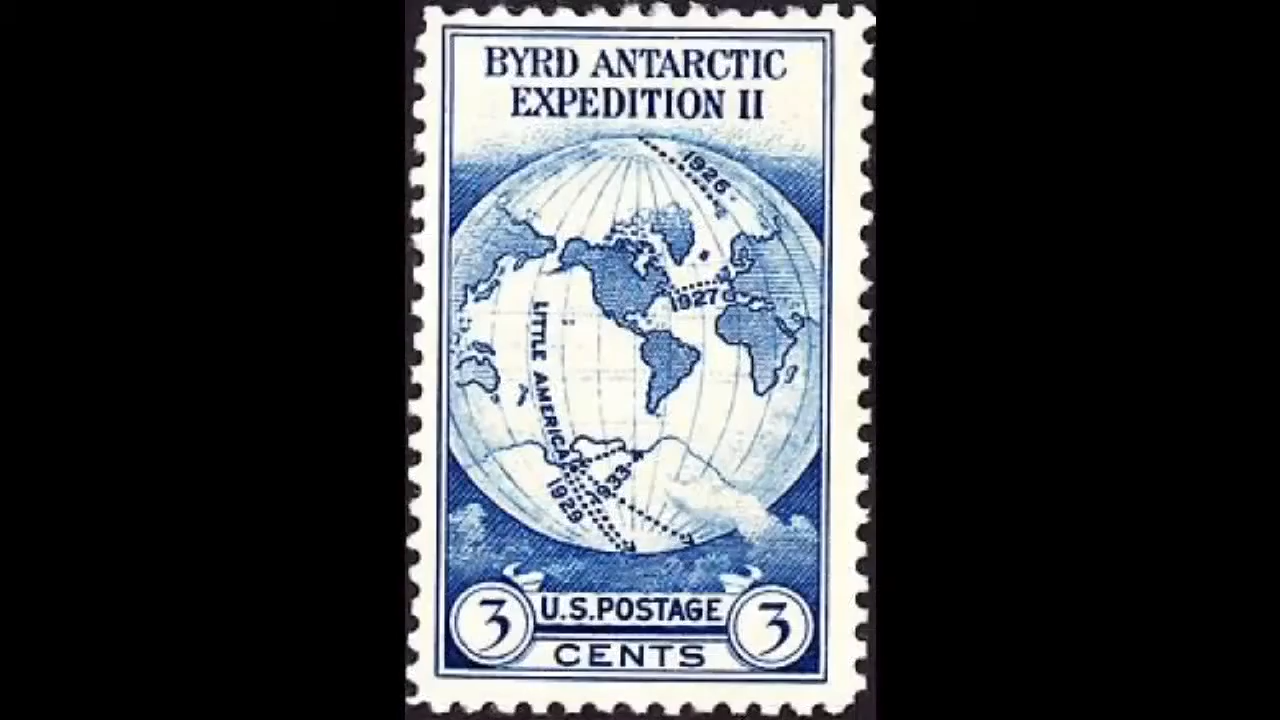 BYRD ANTARCTIC
EXPEDITION II
1926
1927
LITTLE AMERICA
1933
1929
3 U.S.POSTAGE 3
CENTS